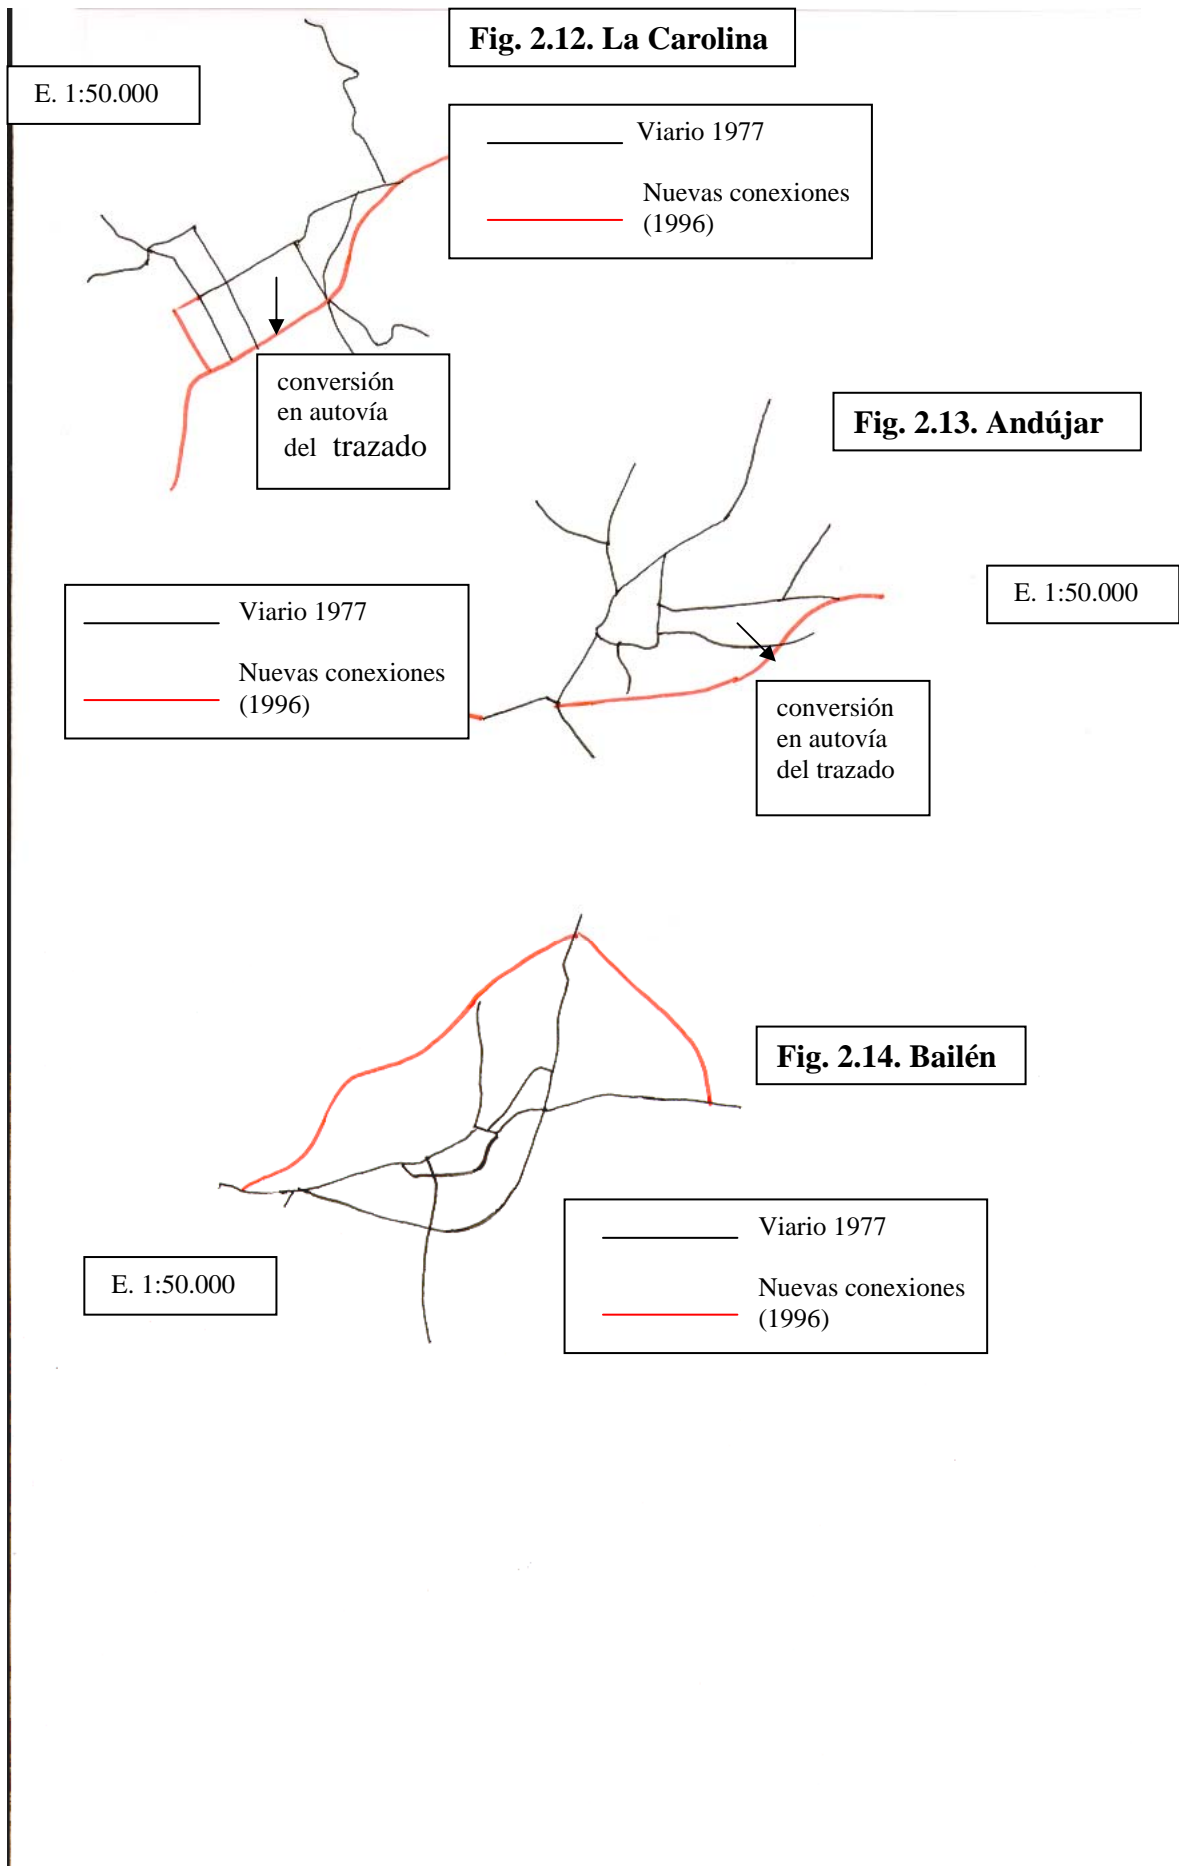 Fig. 2.12. La Carolina
E. 1:50.000
Viario 1977
Nuevas conexiones
(1996)
conversión
en autovía
del trazado
Fig. 2.13. Andújar
Viario 1977
Nuevas conexiones
(1996)
E. 1:50.000
conversión
en autovía
del trazado
Fig. 2.14. Bailén
E. 1:50.000
Viario 1977
Nuevas conexiones
(1996)